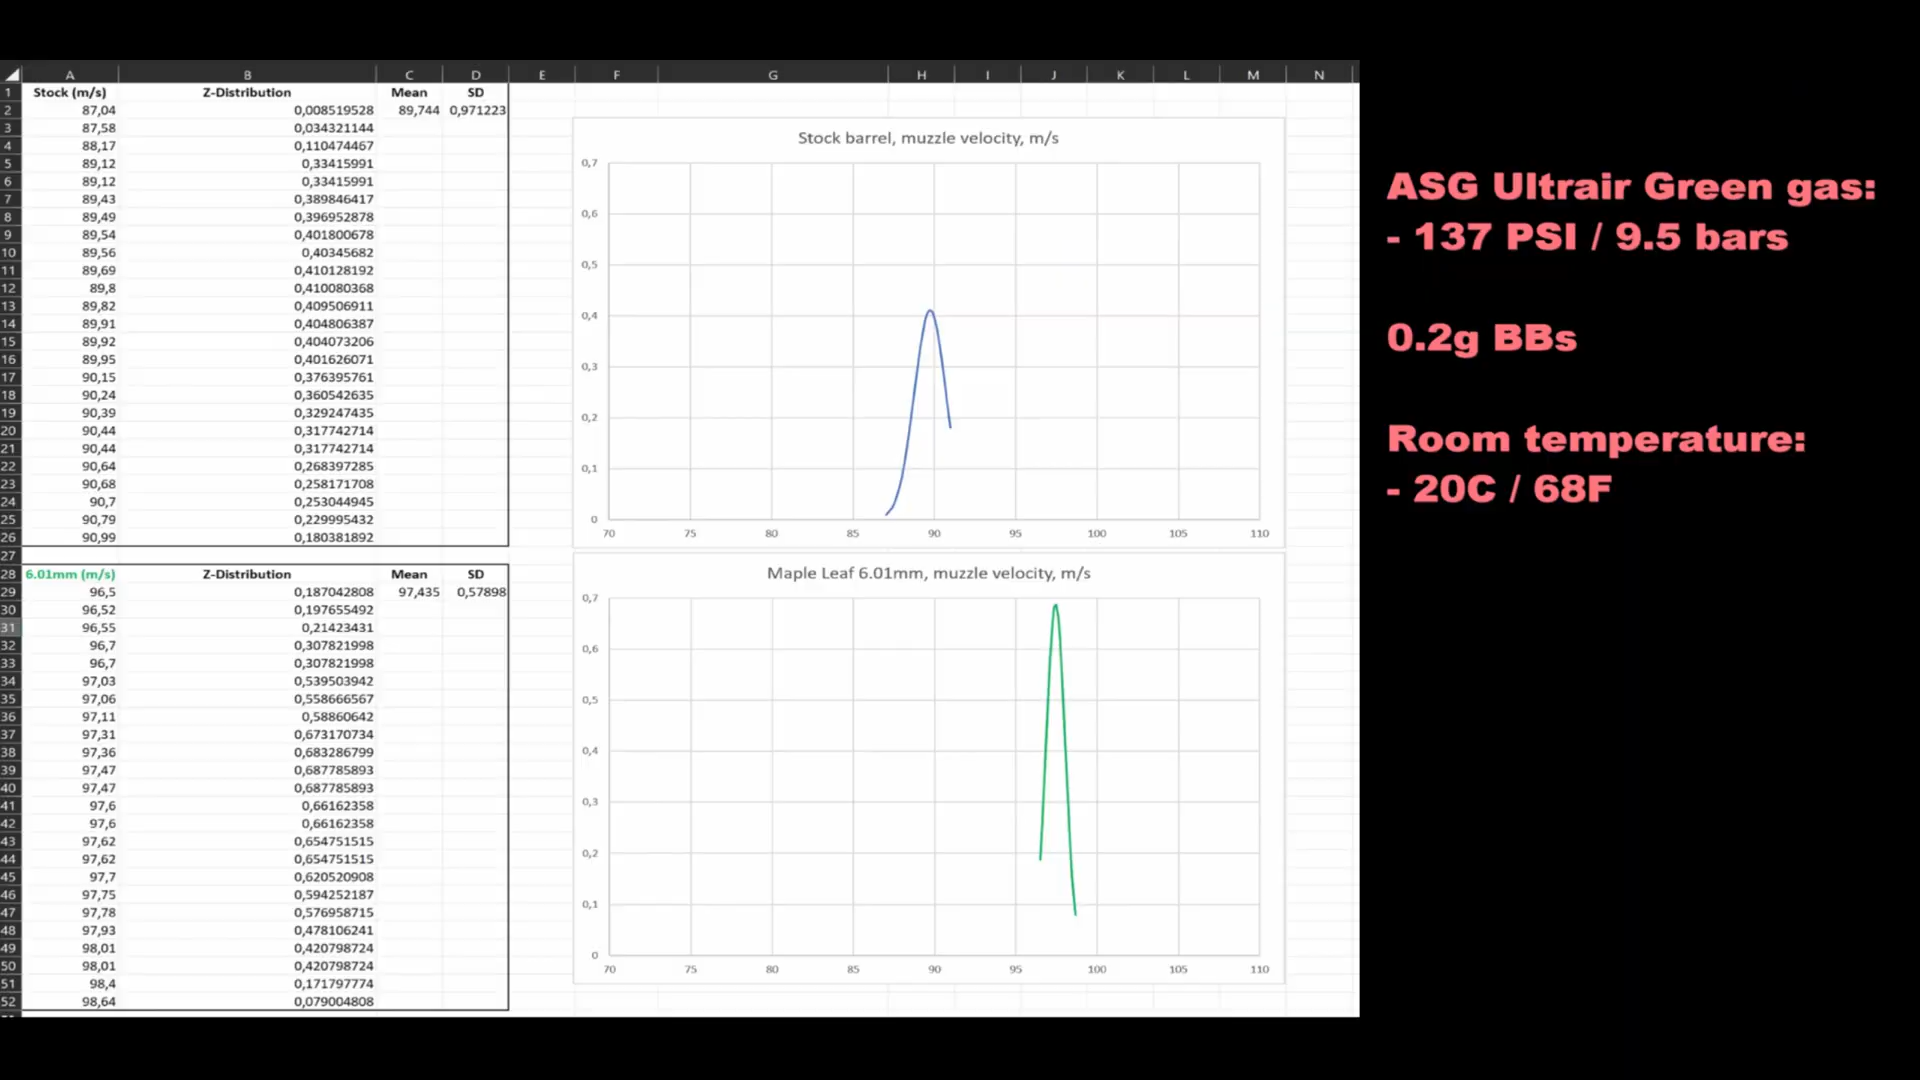 A B C D E F G H I J K L M N
1 Stock (m/s) Z-Distribution Mean SD
2 87,04 0,008519528 89,744 0,971223
3 87,58 0,034321144
4 88,17 0,110474467
5 89,12 0,33415991
6 89,12 0,33415991
7 89,43 0,389846417
8 89,49 0,396952878
9 89,54 0,401800678
10 89,56 0,40345682
11 89,69 0,410128192
12 89,8 0,410080368
13 89,82 0,409506911
14 89,91 0,404806387
15 89,92 0,404073206
16 89,95 0,401626071
17 90,15 0,376395761
18 90,24 0,360542635
19 90,39 0,329247435
20 90,44 0,317742714
21 90,44 0,317742714
22 90,64 0,268397285
23 90,68 0,258171708
24 90,7 0,253044945
25 90,79 0,229995432
26 90,99 0,180381892
27
28 6.01mm (m/s) Z-Distribution Mean SD
29 96,5 0,187042808 97,435 0,57898
30 96,52 0,197655492
31 96,55 0,21423431
32 96,7 0,307821998
33 96,7 0,307821998
34 97,03 0,539503942
35 97,06 0,558666567
36 97,11 0,58860642
37 97,31 0,673170734
38 97,36 0,683286799
39 97,47 0,687785893
40 97,47 0,687785893
41 97,6 0,66162358
42 97,6 0,66162358
43 97,62 0,654751515
44 97,62 0,654751515
45 97,7 0,620520908
46 97,75 0,594252187
47 97,78 0,576958715
48 97,93 0,478106241
49 98,01 0,420798724
50 98,01 0,420798724
51 98,4 0,171797774
52 98,64 0,079004808
Stock barrel, muzzle velocity, m/s
0,7
0,6
0,5
0,4
0,3
0,2
0,1
0
70 75 80 85 90 95 100 105 110
Maple Leaf 6.01mm, muzzle velocity, m/s
0,7
0,6
0,5
0,4
0,3
0,2
0,1
0
70 75 80 85 90 95 100 105 110
ASG Ultrair Green gas:
- 137 PSI / 9.5 bars
0.2g BBs
Room temperature:
- 20C / 68F